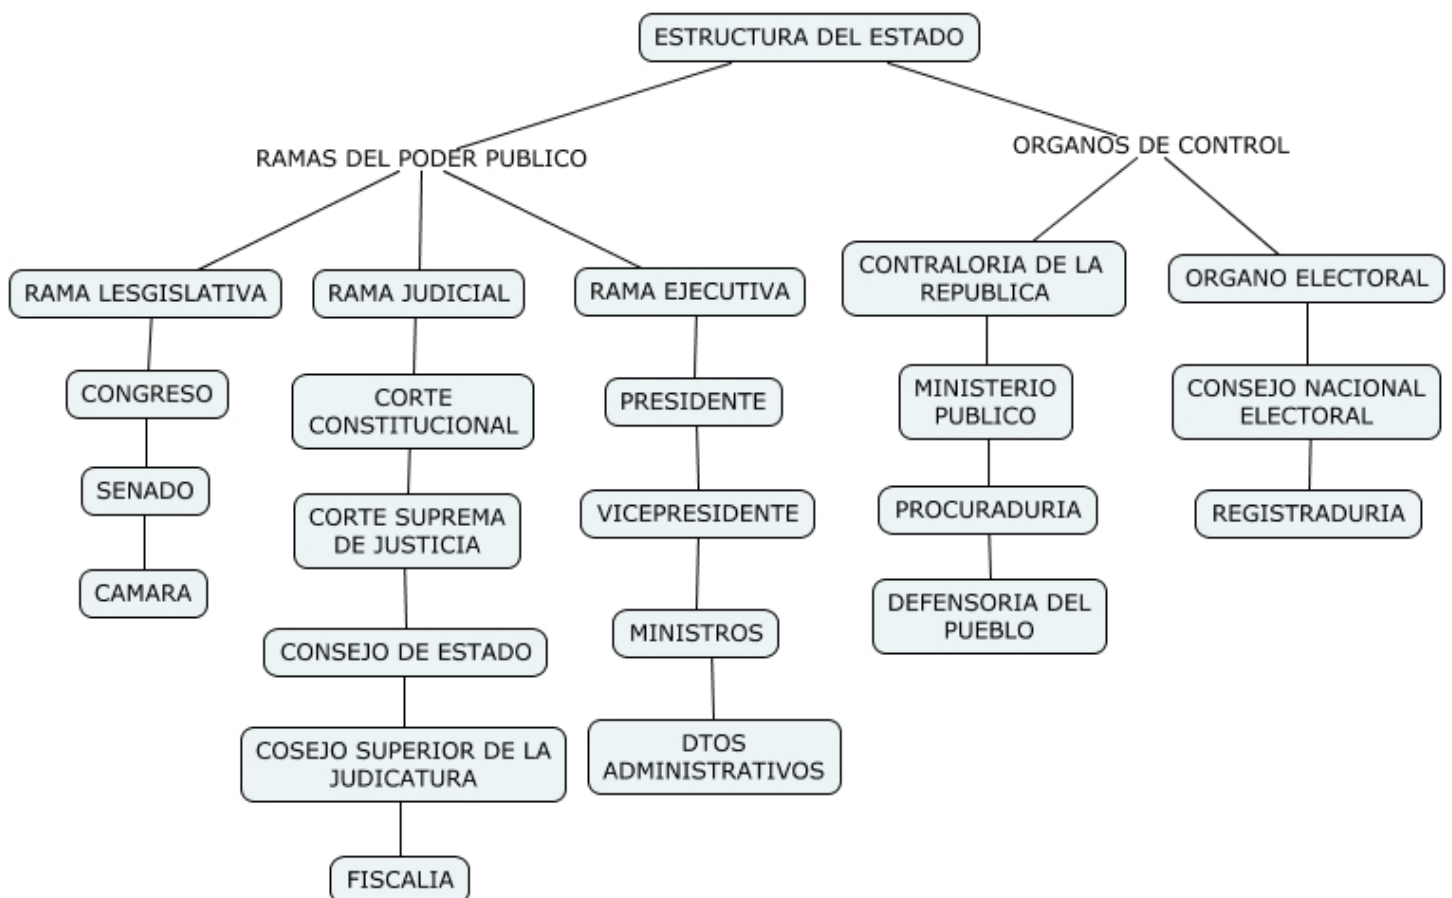 ESTRUCTURA DEL ESTADO
RAMAS DEL PODER PUBLICO
ORGANOS DE CONTROL
RAMA LESGISLATIVA
RAMA JUDICIAL
RAMA EJECUTIVA
CONTRALORIA DE LA
REPUBLICA
ORGANO ELECTORAL
CONGRESO
CORTE
CONSTITUCIONAL
PRESIDENTE
MINISTERIO
PUBLICO
CONSEJO NACIONAL
ELECTORAL
SENADO
CORTE SUPREMA
DE JUSTICIA
VICEPRESIDENTE
PROCURADURIA
REGISTRADURIA
CAMARA
CONSEJO DE ESTADO
MINISTROS
DEFENSORIA DEL
PUEBLO
COSEJO SUPERIOR DE LA
JUDICATURA
DTOS
ADMINISTRATIVOS
FISCALIA